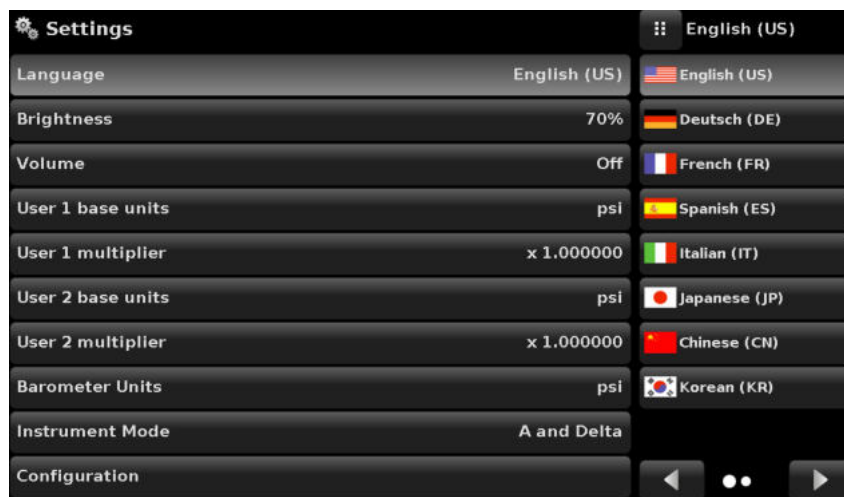 Settings
Language English (US)
Brightness 70%
Volume Off
User 1 base units psi
User 1 multiplier x 1.000000
User 2 base units psi
User 2 multiplier x 1.000000
Barometer Units psi
Instrument Mode A and Delta
Configuration
English (US)
English (US)
Deutsch (DE)
French (FR)
Spanish (ES)
Italian (IT)
Japanese (JP)
Chinese (CN)
Korean (KR)